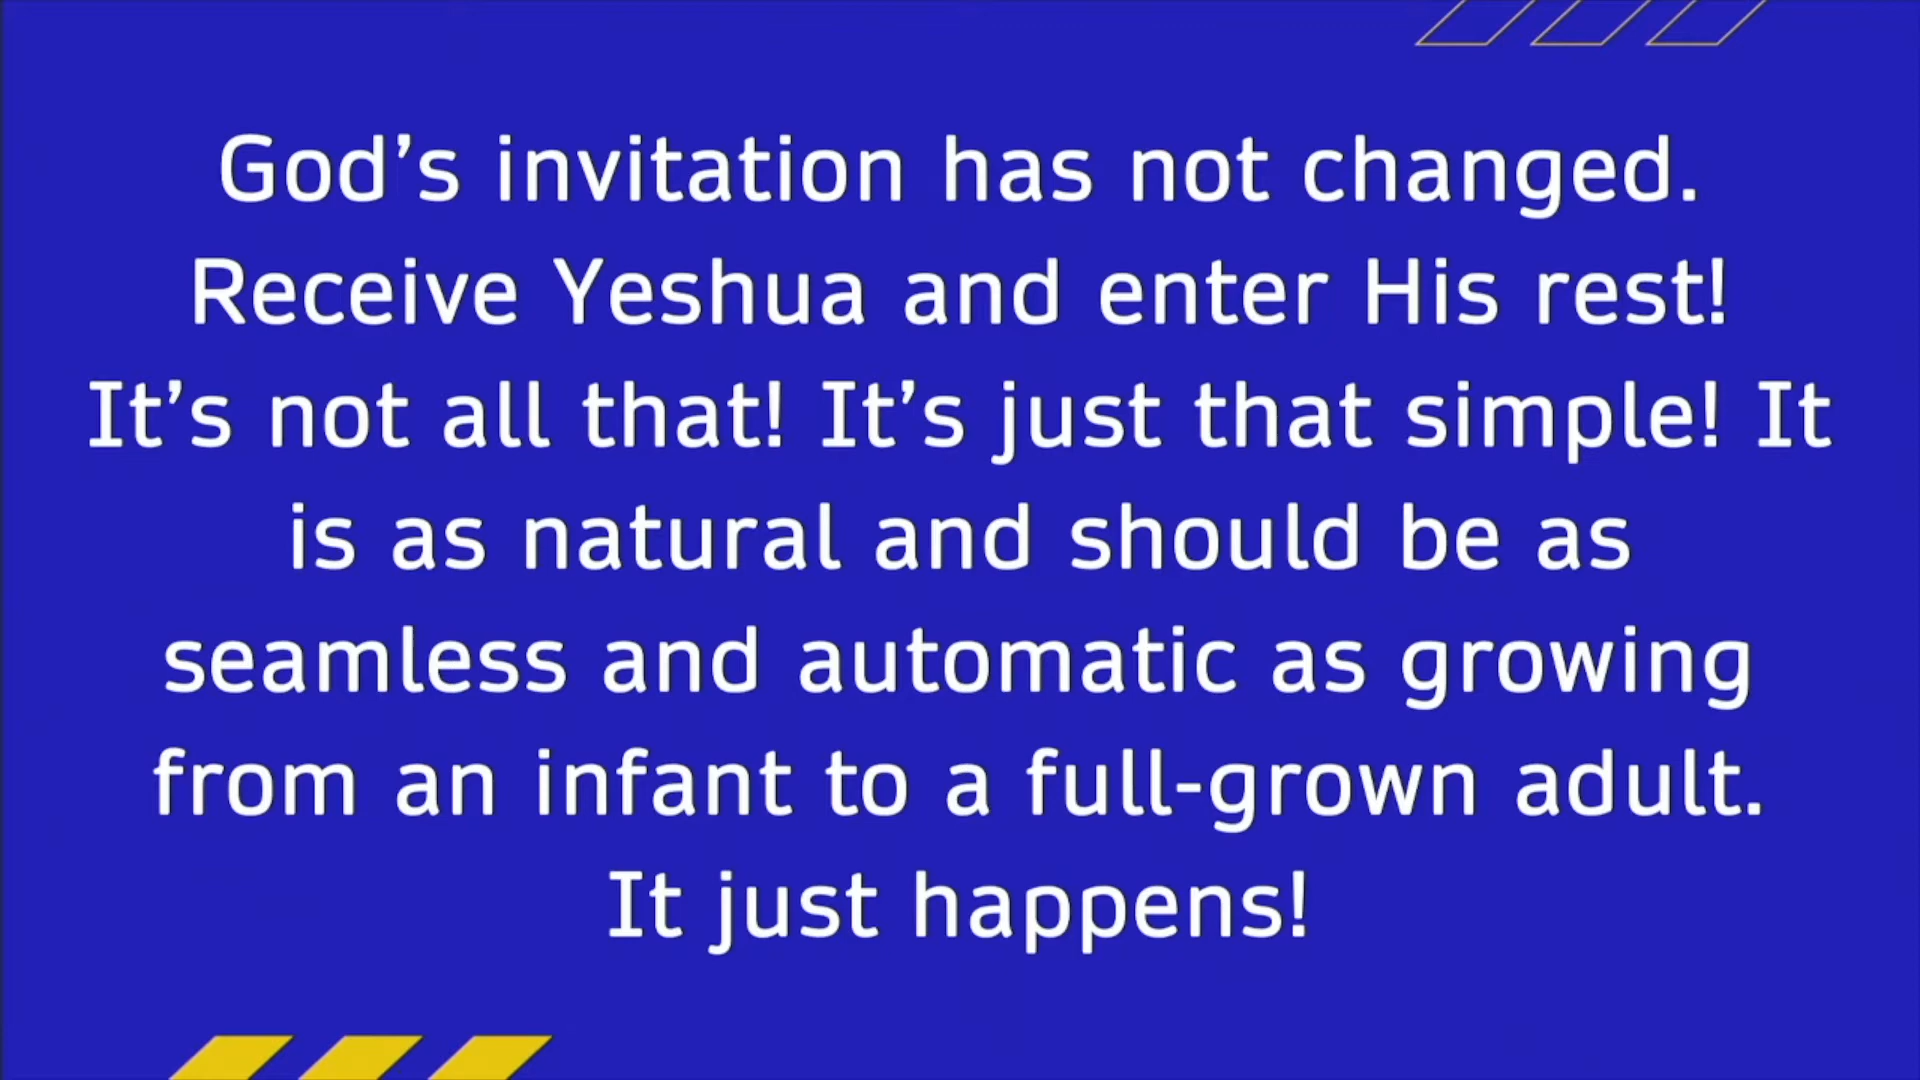 God’s invitation has not changed.
Receive Yeshua and enter His rest!
It’s not all that! It’s just that simple! It
is as natural and should be as
seamless and automatic as growing
from an infant to a full-grown adult.
It just happens!